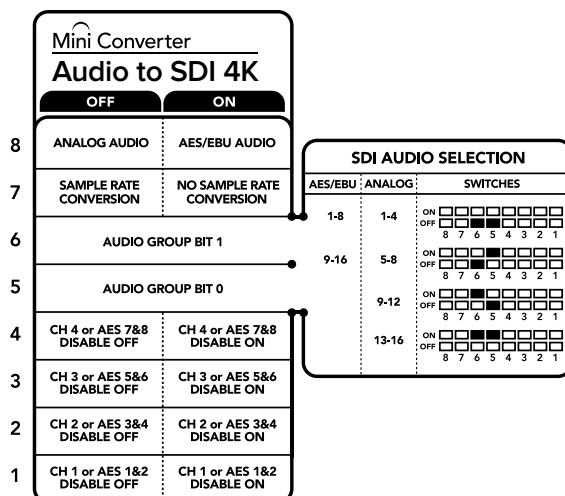 Mini Converter
Audio to SDI 4K
OFF ON
8 ANALOG AUDIO AES/EBU AUDIO
7 SAMPLE RATE CONVERSION NO SAMPLE RATE CONVERSION
6 AUDIO GROUP BIT 1
5 AUDIO GROUP BIT 0
4 CH 4 or AES 7&8 DISABLE OFF CH 4 or AES 7&8 DISABLE ON
3 CH 3 or AES 5&6 DISABLE OFF CH 3 or AES 5&6 DISABLE ON
2 CH 2 or AES 3&4 DISABLE OFF CH 2 or AES 3&4 DISABLE ON
1 CH 1 or AES 1&2 DISABLE OFF CH 1 or AES 1&2 DISABLE ON
SDI AUDIO SELECTION
AES/EBU ANALOG SWITCHES
1-8 1-4 ON
OFF
8 7 6 5 4 3 2 1
9-16 5-8 ON
OFF
8 7 6 5 4 3 2 1
9-12 ON
OFF
8 7 6 5 4 3 2 1
13-16 ON
OFF
8 7 6 5 4 3 2 1